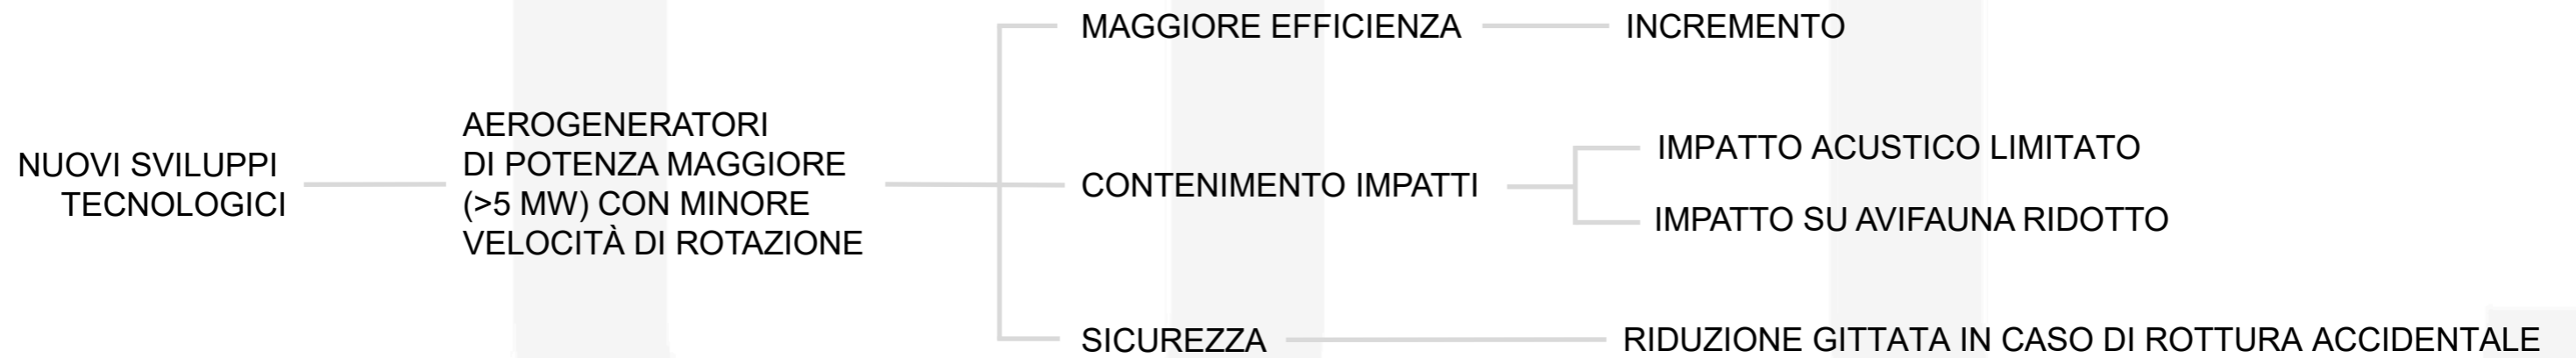 NUOVI SVILUPPI
TECNOLOGICI
AEROGENERATORI
DI POTENZA MAGGIORE
(>5 MW) CON MINORE
VELOCITÀ DI ROTAZIONE
MAGGIORE EFFICIENZA
INCREMENTO
CONTENIMENTO IMPATTI
IMPATTO ACUSTICO LIMITATO
IMPATTO SU AVIFAUNA RIDOTTO
SICUREZZA
RIDUZIONE GITTATA IN CASO DI ROTTURA ACCIDENTALE